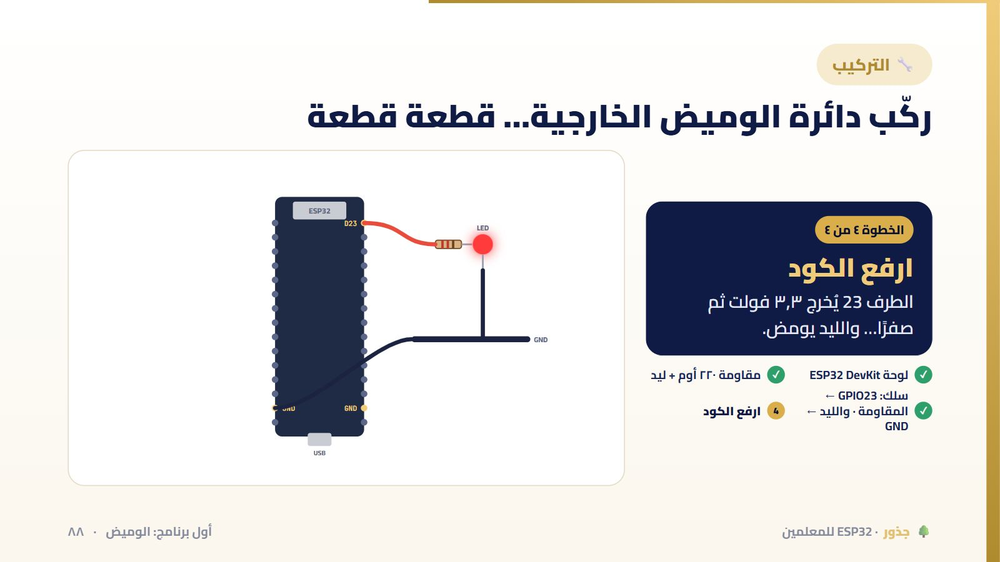 🔧 التركيب
ركّب دائرة الوميض الخارجية... قطعة قطعة
الخطوة ٤ من ٤
ارفع الكود
الطرف 23 يُخرج ٣,٣ فولت ثم
صفرًا... والليد يومض.
✓ لوحة ESP32 DevKit
✓ مقاومة ٢٢٠ أوم + ليد
✓ سلك: GPIO23 ←
المقاومة · والليد ←
GND
4 ارفع الكود
ESP32
D23
LED
GND
GND
GND
USB
🌳 جذور · ESP32 للمعلمين
أول برنامج: الوميض · ٨٨